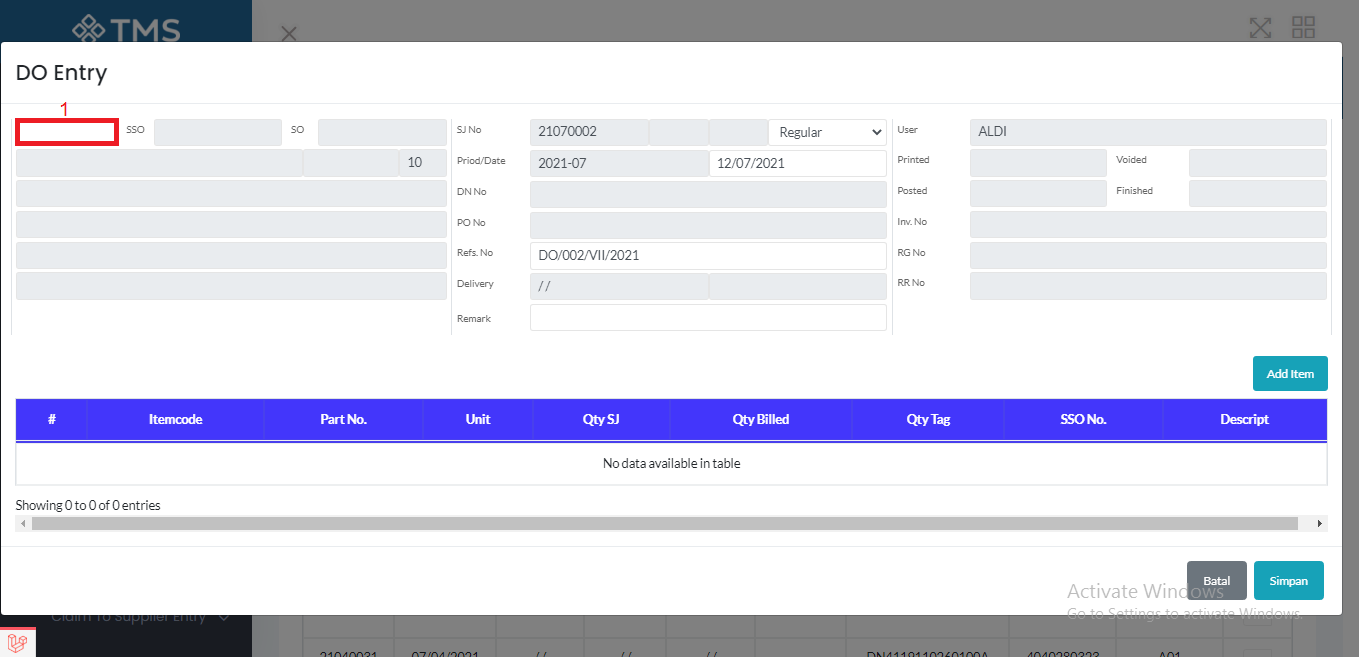 TMS
DO Entry
1
SSO
SO
10
SJ No
21070002
Regular
Priod/Date
2021-07
12/07/2021
DN No
PO No
Refs. No
DO/002/VII/2021
Delivery
//
Remark
User
ALDI
Printed
Voided
Posted
Finished
Inv. No
RG No
RR No
Add Item
# Itemcode Part No. Unit Qty SJ Qty Billed Qty Tag SSO No. Descript
No data available in table
Showing 0 to 0 of 0 entries
Batal
Simpan
Activate Windows
Go to Settings to activate Windows.
Claim To Supplier Entry
21040031 07/04/2021 // // // DN4119110260100A 4040280323 A01